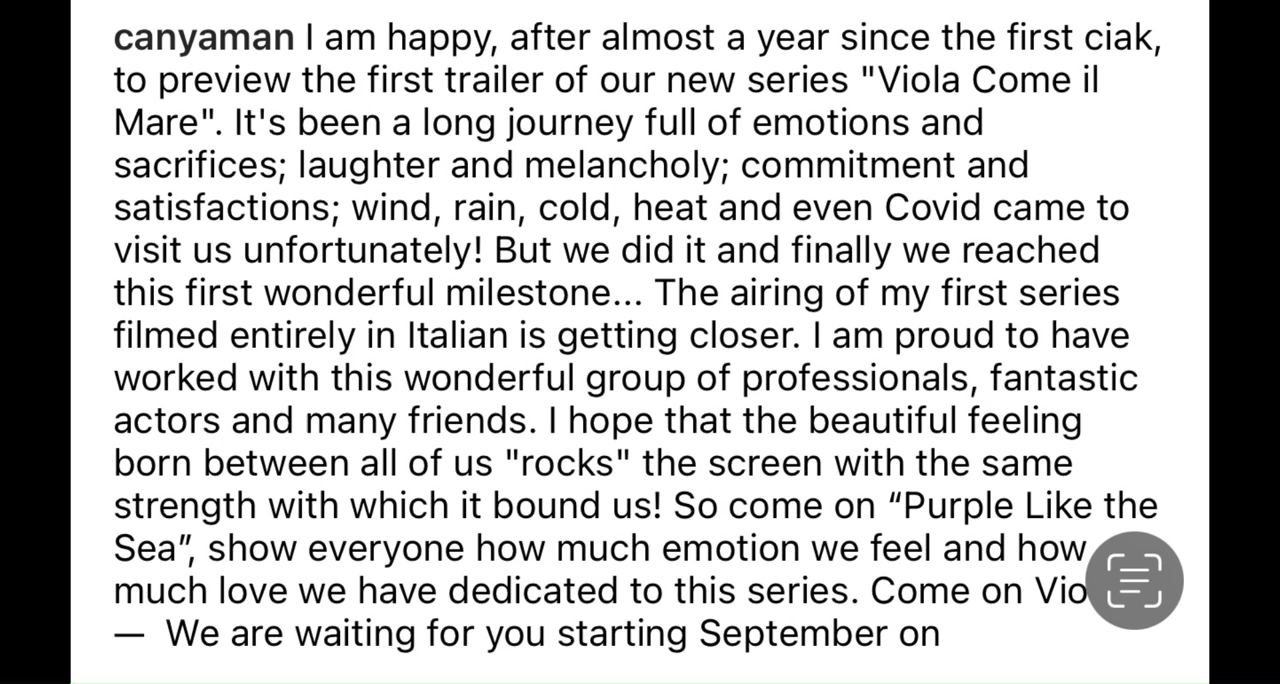 canyaman I am happy, after almost a year since the first ciak,
to preview the first trailer of our new series "Viola Come il
Mare". It's been a long journey full of emotions and
sacrifices; laughter and melancholy; commitment and
satisfactions; wind, rain, cold, heat and even Covid came to
visit us unfortunately! But we did it and finally we reached
this first wonderful milestone... The airing of my first series
filmed entirely in Italian is getting closer. I am proud to have
worked with this wonderful group of professionals, fantastic
actors and many friends. I hope that the beautiful feeling
born between all of us "rocks" the screen with the same
strength with which it bound us! So come on “Purple Like the
Sea”, show everyone how much emotion we feel and how
much love we have dedicated to this series. Come on
— We are waiting for you starting September on